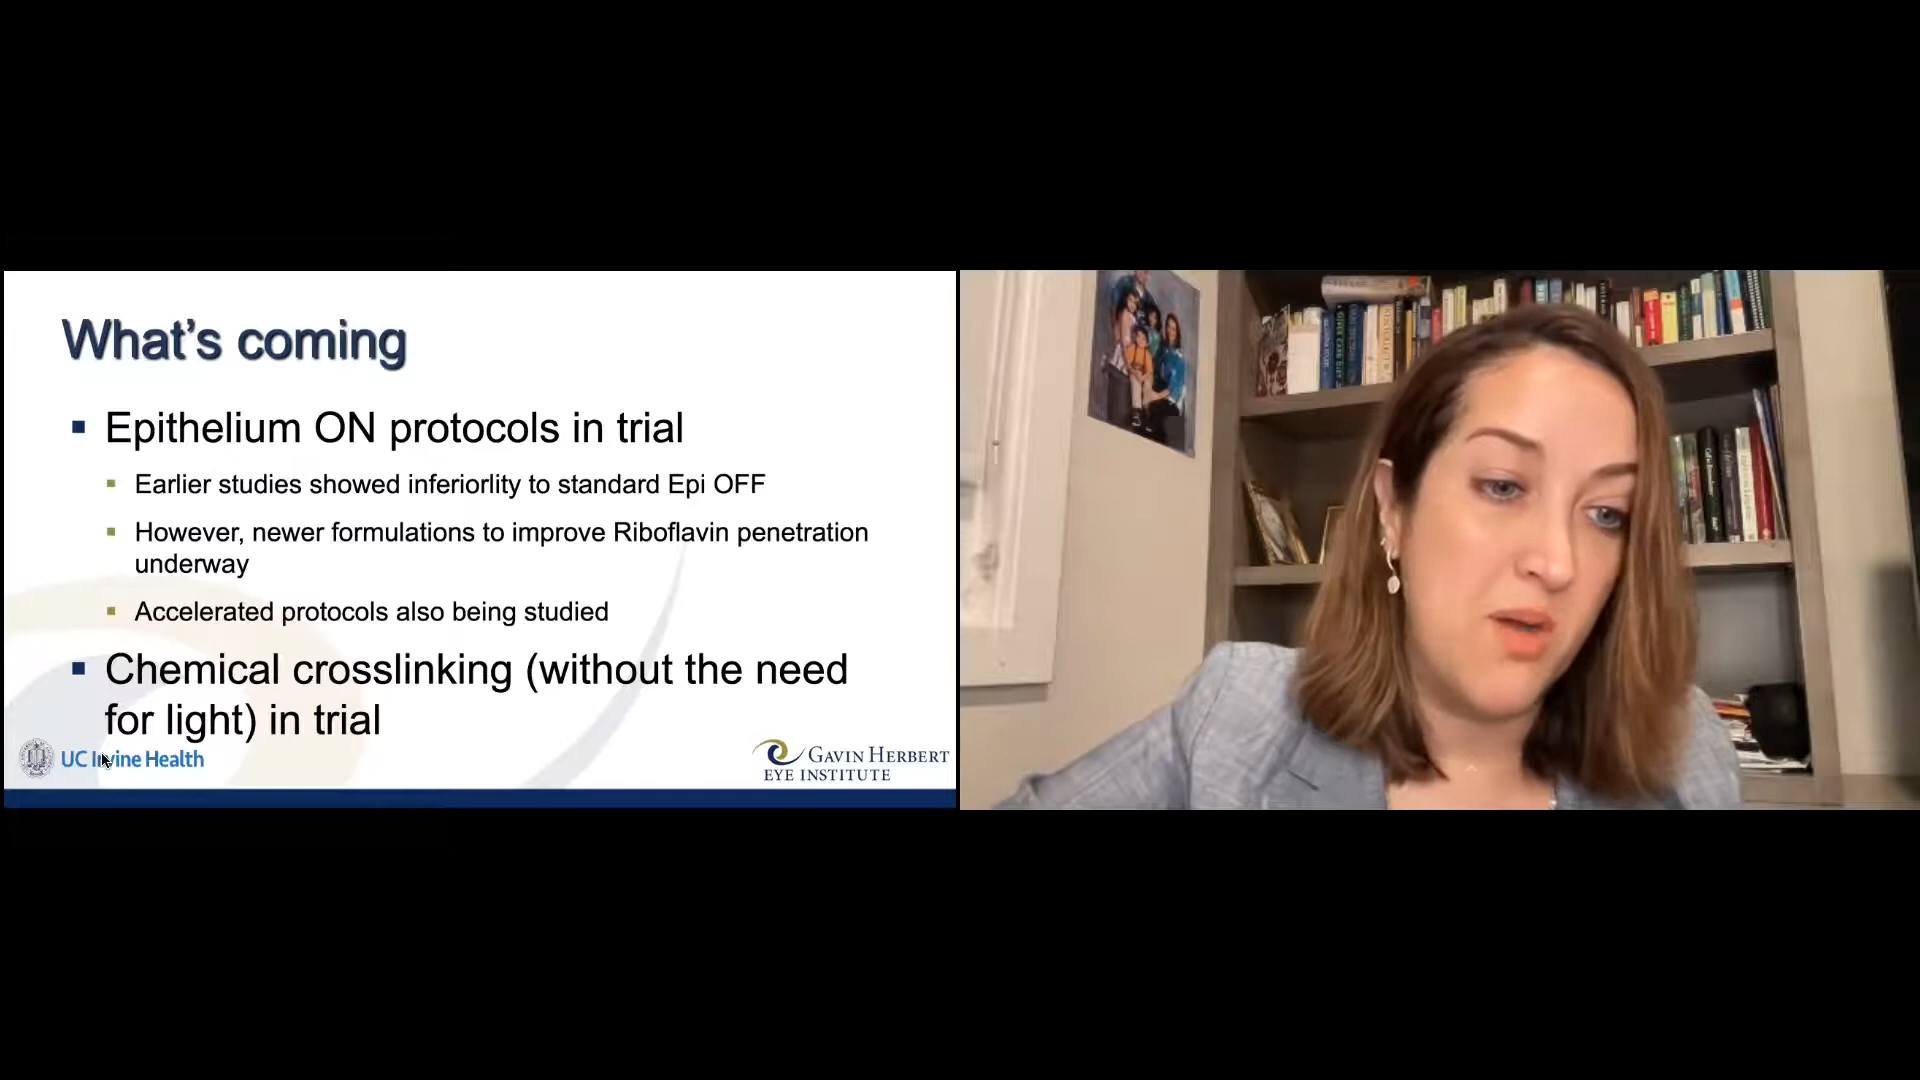 What's coming
Epithelium ON protocols in trial
Earlier studies showed inferiorlity to standard Epi OFF
However, newer formulations to improve Riboflavin penetration
underway
Accelerated protocols also being studied
Chemical crosslinking (without the need
for light) in trial
UC Irvine Health
GAVIN HERBERT
EYE INSTITUTE